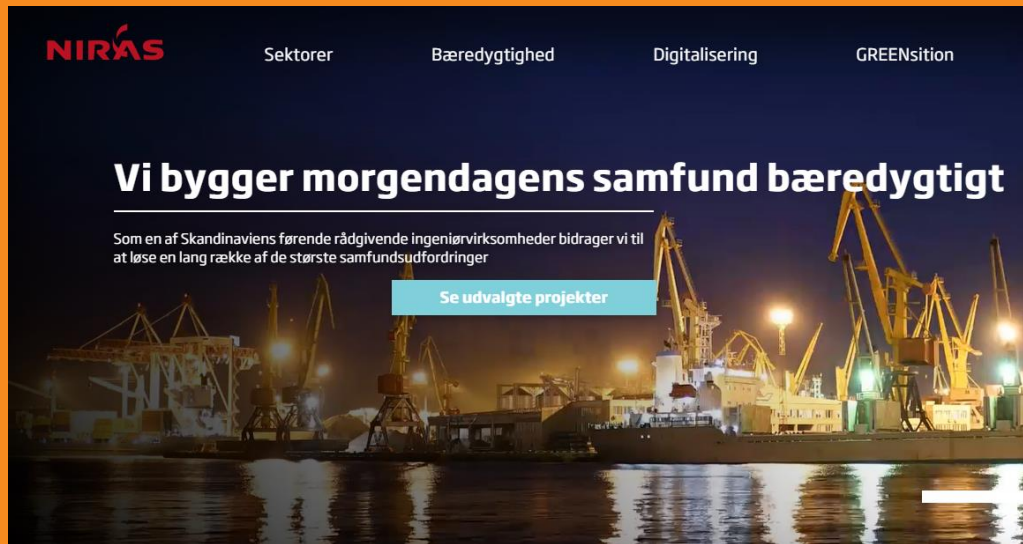 NIRAS
Sektorer
Bæredygtighed
Digitalisering
GREENsition
Vi bygger morgendagens samfund bæredygtigt
Som en af Skandinaviens førende rådgivende ingeniørvirksomheder bidrager vi til
at løse en lang række af de største samfundsudfordringer
Se udvalgte projekter